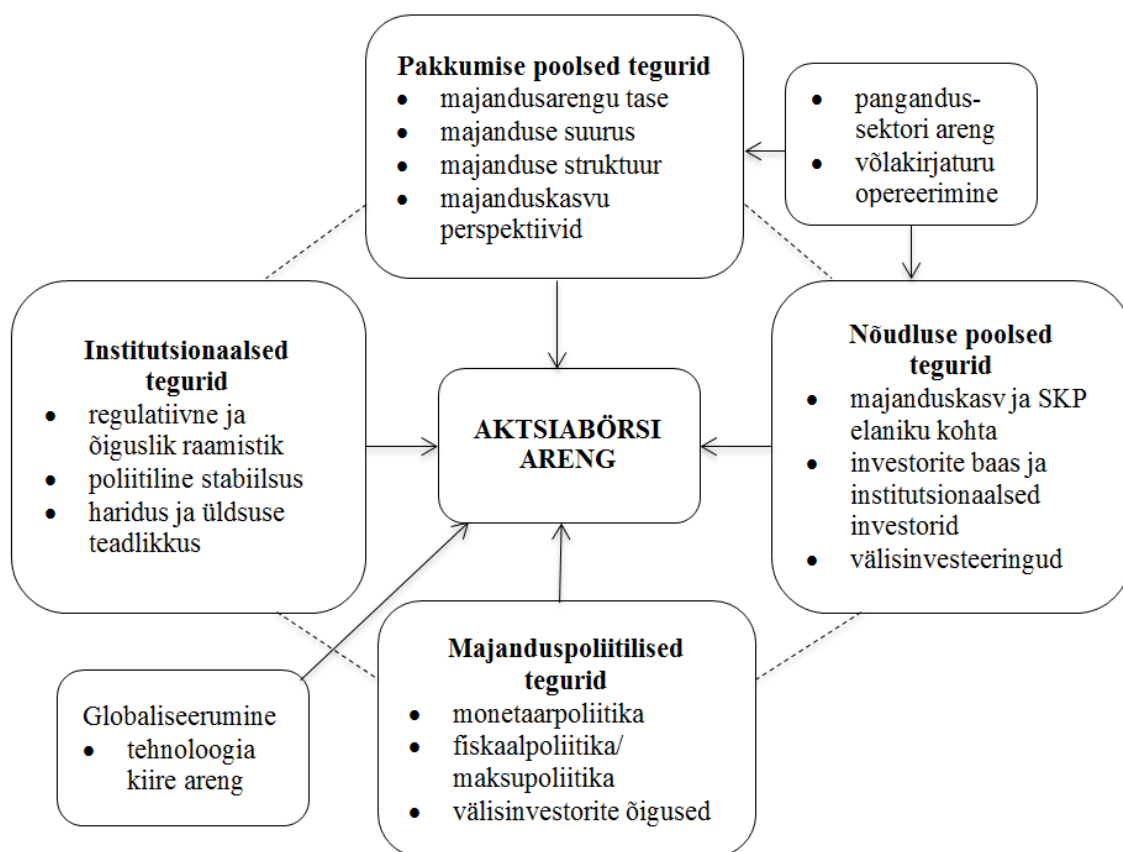 Pakkumise poolsed tegurid
• majandusarengu tase
• majanduse suurus
• majanduse struktuur
• majanduskasvu
perspektiivid
• pangandus-
sektori areng
• võlakirjaturu
opereerimine
Institutsionaalsed
tegurid
• regulatiivne ja
õiguslik raamistik
• poliitiline stabiilsus
• haridus ja üldsuse
teadlikkus
AKTSIABÖRSI
ARENG
Nõudluse poolsed
tegurid
• majanduskasv ja SKP
elaniku kohta
• investorite baas ja
institutsionaalsed
investorid
• välisinvesteeringud
Globaliseerumine
• tehnoloogia
kiire areng
Majanduspoliitilised
tegurid
• monetaarpoliitika
• fiskaalpoliitika/
maksupoliitika
• välisinvestorite õigused